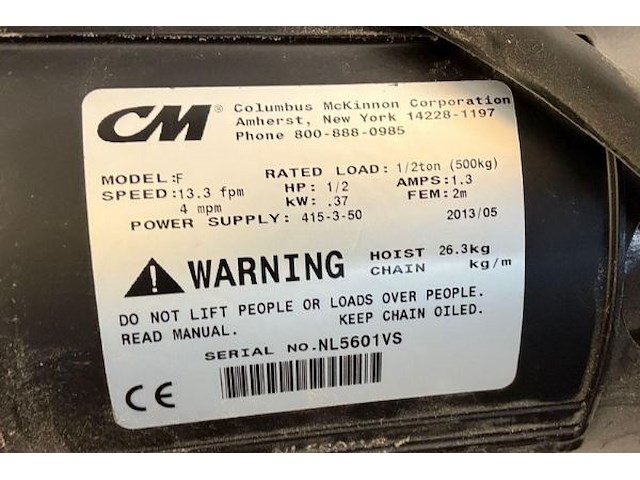 CM® Columbus McKinnon Corporation
Amherst, New York 14228-1197
Phone 800-888-0985
MODEL:F RATED LOAD: 1/2ton (500kg)
SPEED:13.3 fpm HP: 1/2 AMPS:1.3
4 mpm kW: .37 FEM:2m
POWER SUPPLY: 415-3-50 2013/05
WARNING HOIST 26.3kg
CHAIN kg/m
DO NOT LIFT PEOPLE OR LOADS OVER PEOPLE.
READ MANUAL. KEEP CHAIN OILED.
SERIAL NO.NL5601VS
CE